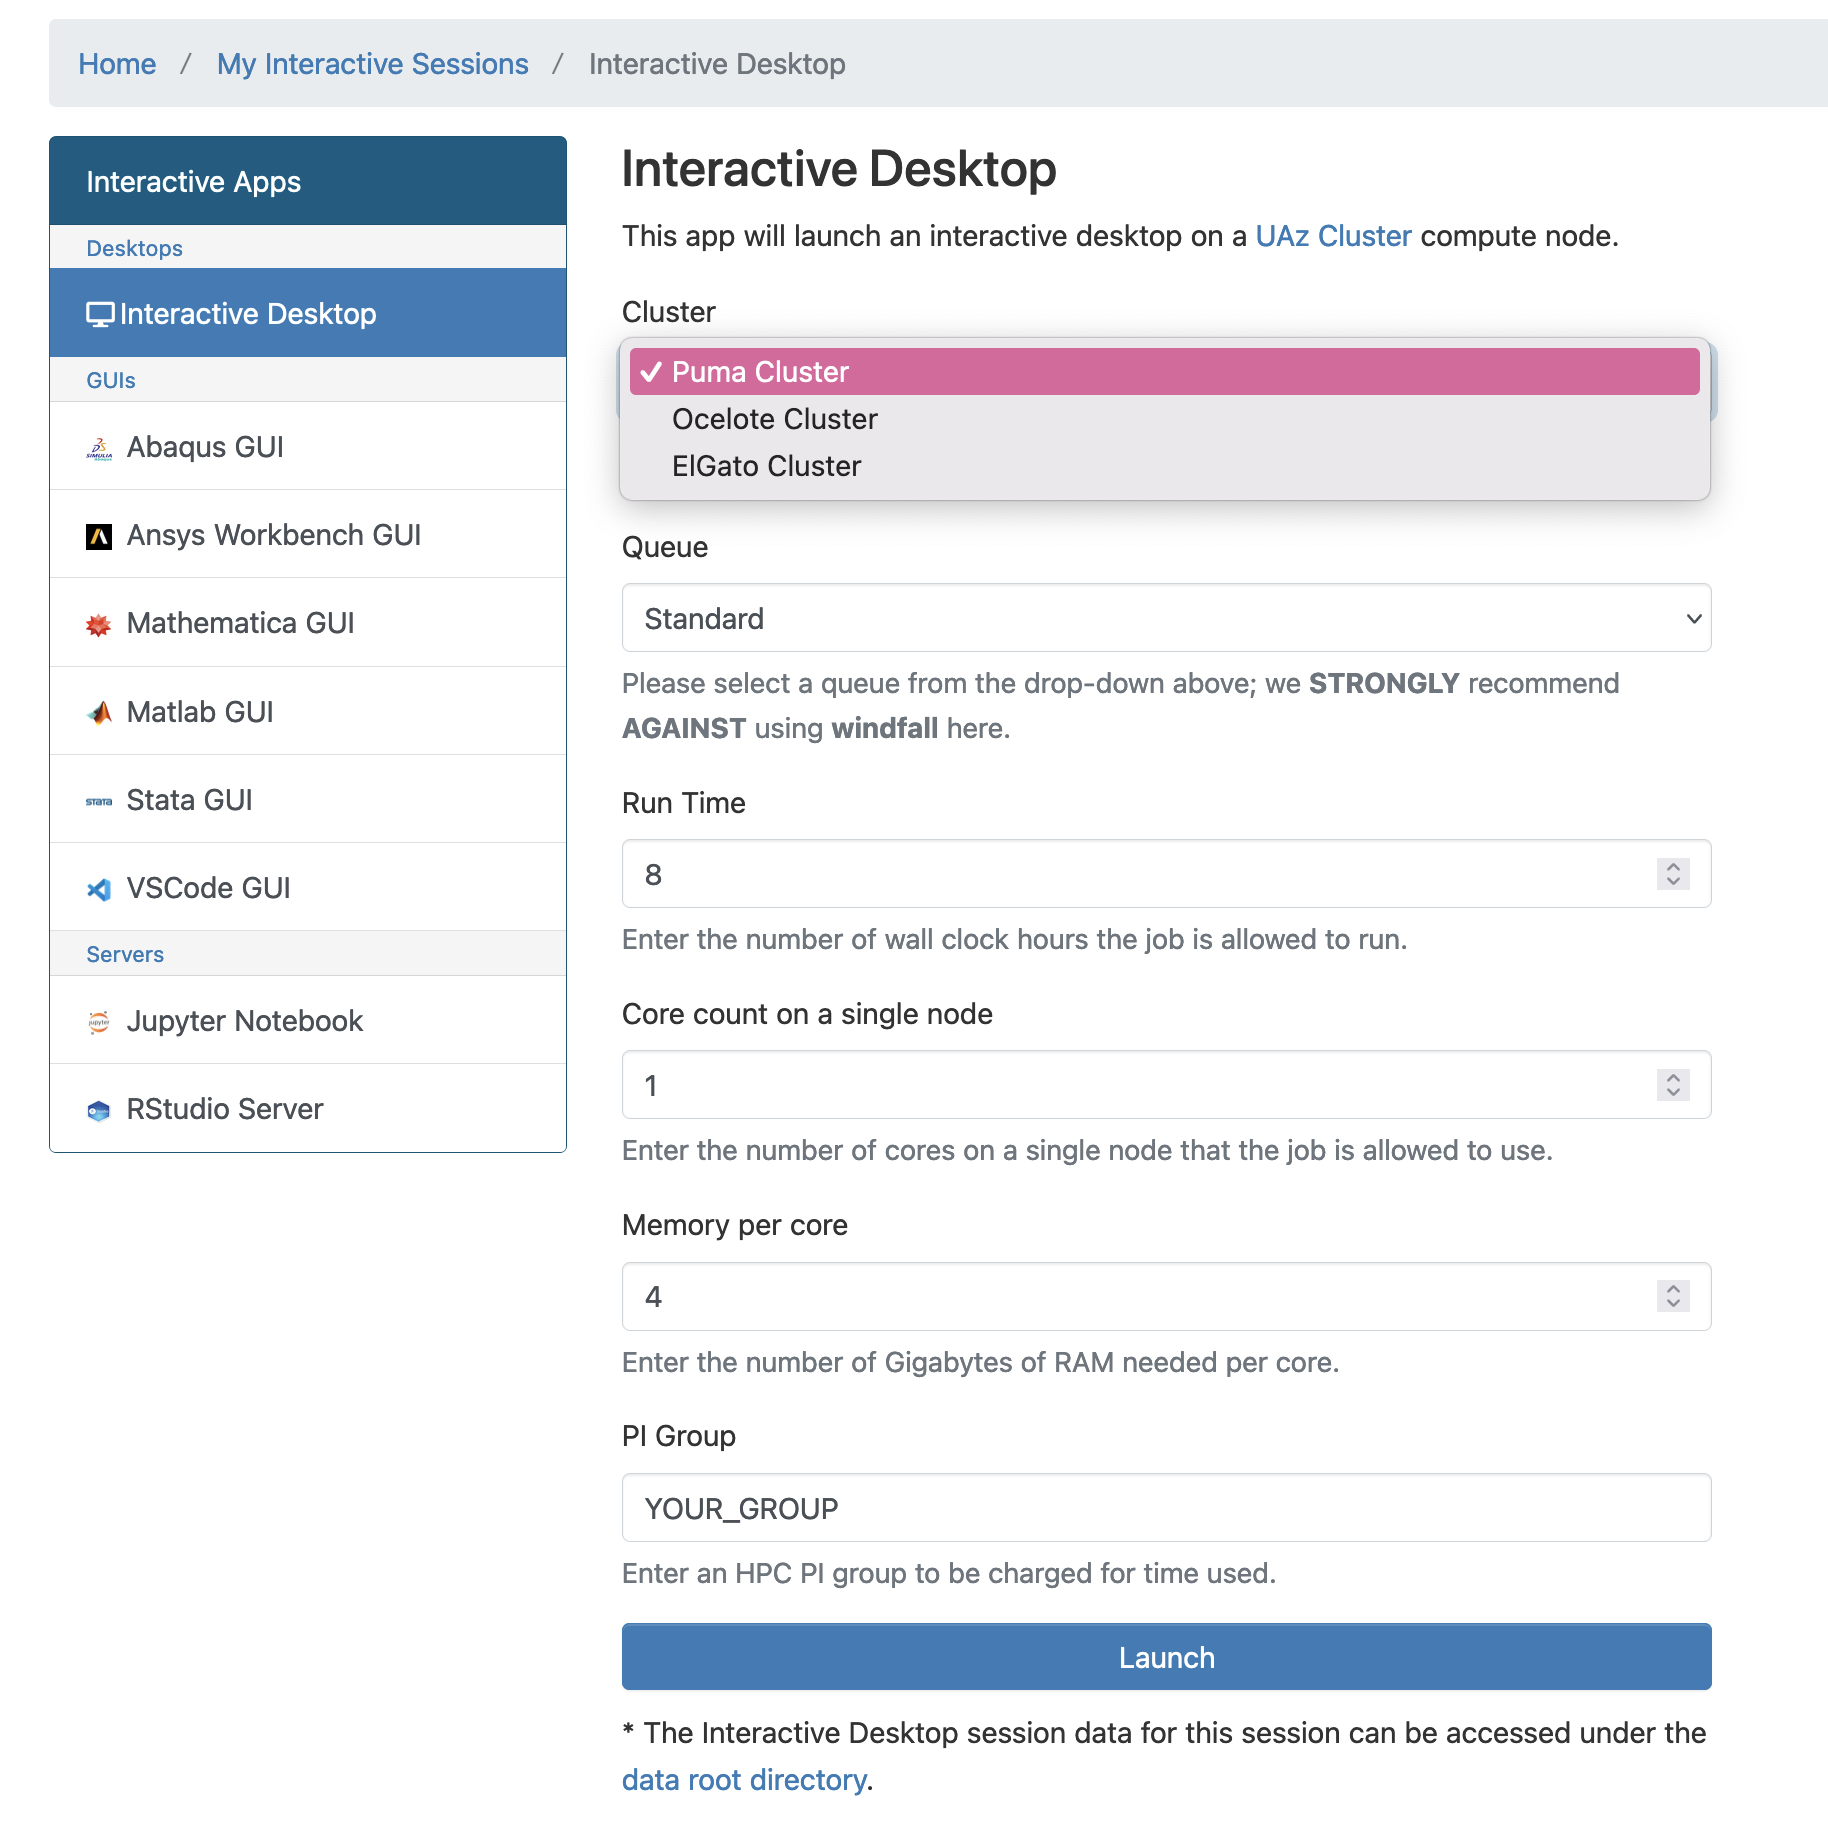 Home / My Interactive Sessions / Interactive Desktop
Interactive Apps
Desktops
Interactive Desktop
GUIs
Abaqus GUI
Ansys Workbench GUI
Mathematica GUI
Matlab GUI
Stata GUI
VSCode GUI
Servers
Jupyter Notebook
RStudio Server
Interactive Desktop
This app will launch an interactive desktop on a UAz Cluster compute node.
Cluster
✓ Puma Cluster
Ocelote Cluster
ElGato Cluster
Queue
Standard
Please select a queue from the drop-down above; we STRONGLY recommend
AGAINST using windfall here.
Run Time
8
Enter the number of wall clock hours the job is allowed to run.
Core count on a single node
1
Enter the number of cores on a single node that the job is allowed to use.
Memory per core
4
Enter the number of Gigabytes of RAM needed per core.
PI Group
YOUR_GROUP
Enter an HPC PI group to be charged for time used.
Launch
* The Interactive Desktop session data for this session can be accessed under the
data root directory.